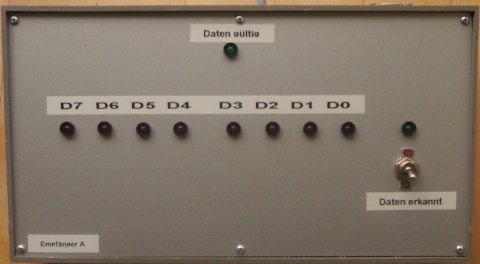 Daten gültig
D7 D6 D5 D4 D3 D2 D1 D0
Daten erkannt
Empfänger A